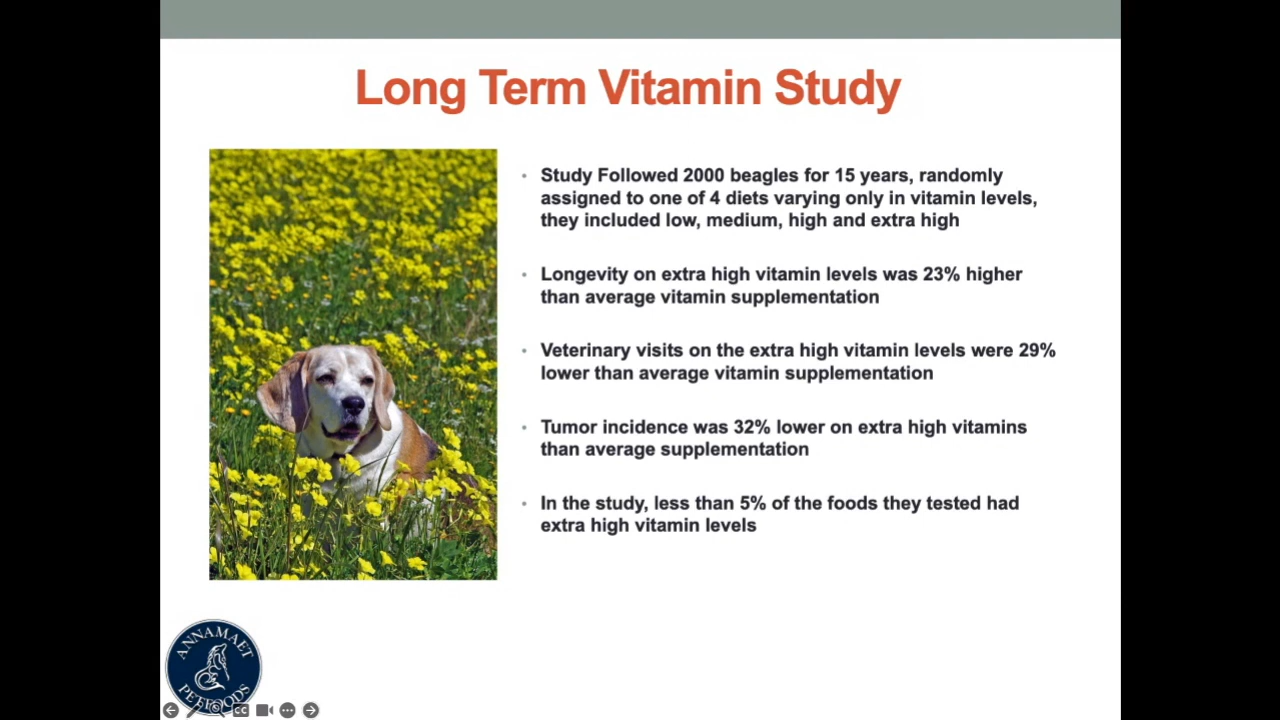 Long Term Vitamin Study
Study Followed 2000 beagles for 15 years, randomly
assigned to one of 4 diets varying only in vitamin levels,
they included low, medium, high and extra high
Longevity on extra high vitamin levels was 23% higher
than average vitamin supplementation
Veterinary visits on the extra high vitamin levels were 29%
lower than average vitamin supplementation
Tumor incidence was 32% lower on extra high vitamins
than average supplementation
In the study, less than 5% of the foods they tested had
extra high vitamin levels
ANNAMAET
PETFOODS
CC